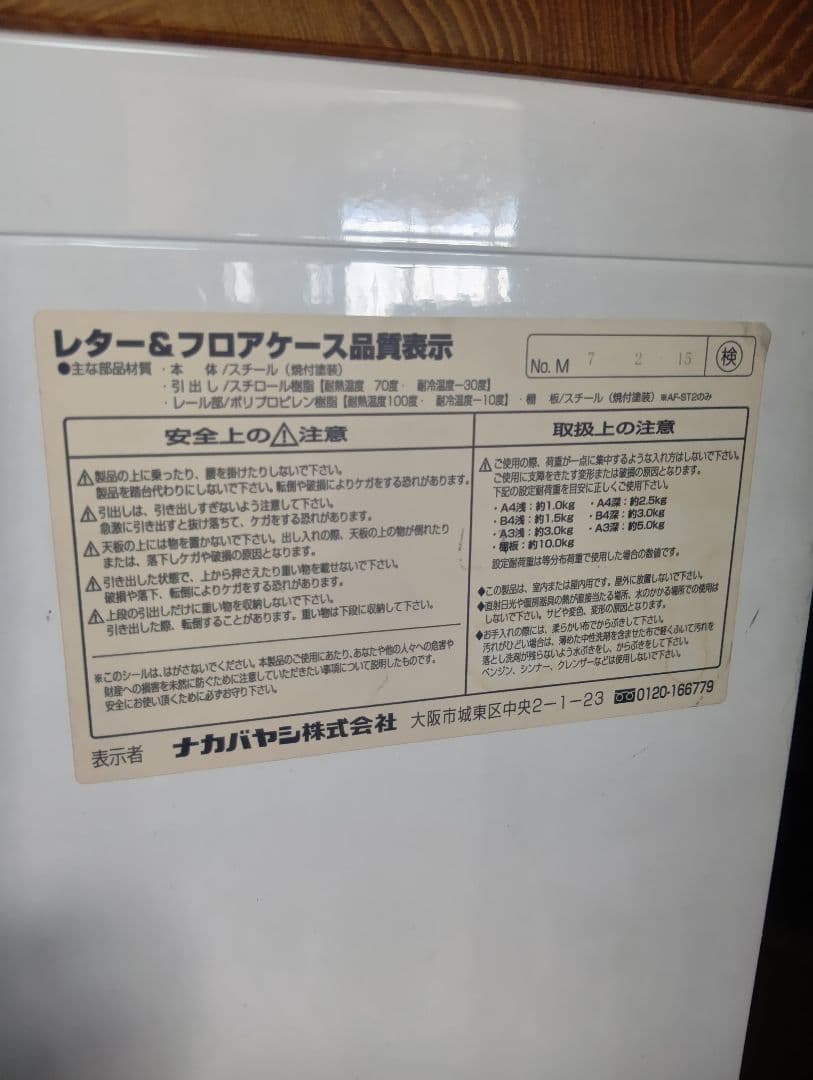 レター&フロアケース品質表示
No. M 7 2 15 検
●主な部品材質・本 体/スチール(焼付塗装)
・引出し/スチロール樹脂【耐熱温度 70度・ 耐冷温度－30度】
・レール部/ポリプロピレン樹脂【耐熱温度100度・ 耐冷温度－10度】・棚 板/スチール(焼付塗装)※AF-ST2のみ
安全上の⚠注意
⚠製品の上に乗ったり、腰を掛けたりしないで下さい。
製品を踏台代わりにしないで下さい。転倒や破損によりケガをする恐れがあります。
⚠引出しは、引き出しすぎないよう注意して下さい。
急激に引き出すと抜け落ちて、ケガをする恐れがあります。
⚠天板の上には物を置かないで下さい。出し入れの際、天板の上の物が倒れたり
または、落下しケガや破損の原因となります。
⚠引き出した状態で、上から押さえたり重い物を載せないで下さい。
破損や落下、転倒によりケガをする恐れがあります。
⚠上段の引出しだけに重い物を収納しないで下さい。
引き出した際、転倒することがあります。重い物は下段に収納して下さい。
※このシールは、はがさないでください。本製品のご使用にあたり、あなたや他の人々への危害や
財産への損害を未然に防ぐために注意していただきたい事項について説明したものです。
安全にお使い頂くために必ずお守り下さい。
取扱上の注意
⚠ご使用の際、荷重が一点に集中するような入れ方はしないで下さい。
ご使用に支障をきたす変形または破損の原因となります。
下記の設定耐荷重を目安に正しくご使用下さい。
・A4浅：約1.0kg ・A4深：約2.5kg
・B4浅：約1.5kg ・B4深：約3.0kg
・A3浅：約3.0kg ・A3深：約5.0kg
・棚板：約10.0kg
設定耐荷重は等分布荷重で使用した場合の数値です。
◆この製品は、室内または屋内用です。屋外に放置しないで下さい。
◆直射日光や厨房器具の熱が直接当たる場所、水のかかる場所での使用は
しないで下さい。サビや変色、変形の原因となります。
◆お手入れの際には、柔らかい布でからぶきして下さい。
汚れがひどい場合は、薄めた中性洗剤を含ませた布で軽くふいて汚れを
落とし洗剤が残らないよう水ぶきをし、からぶきをして下さい。
ベンジン、シンナー、クレンザーなどは使用しないで下さい。
表示者 ナカバヤシ株式会社 大阪市城東区中央2－1－23 0120-166779